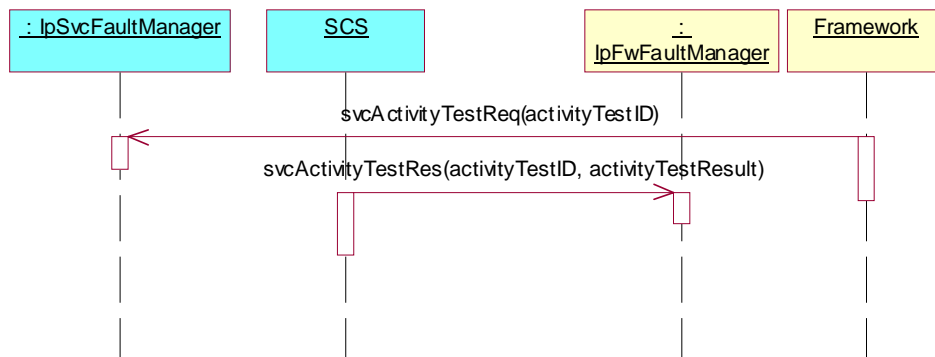 : IpSvcFaultManager
SCS
:
IpFwFaultManager
Framework
svcActivityTestReq(activityTestID)
svcActivityTestRes(activityTestID, activityTestResult)